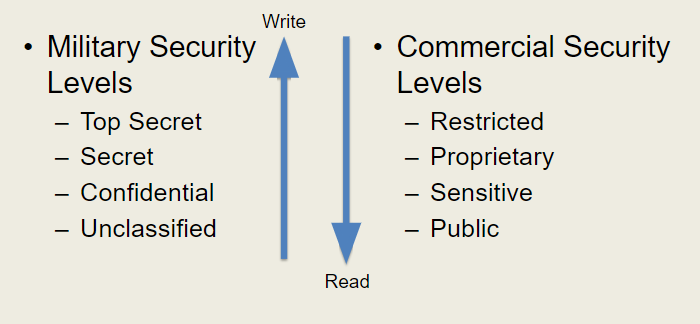 Write
• Military Security
Levels
– Top Secret
– Secret
– Confidential
– Unclassified
• Commercial Security
Levels
– Restricted
– Proprietary
– Sensitive
– Public
Read